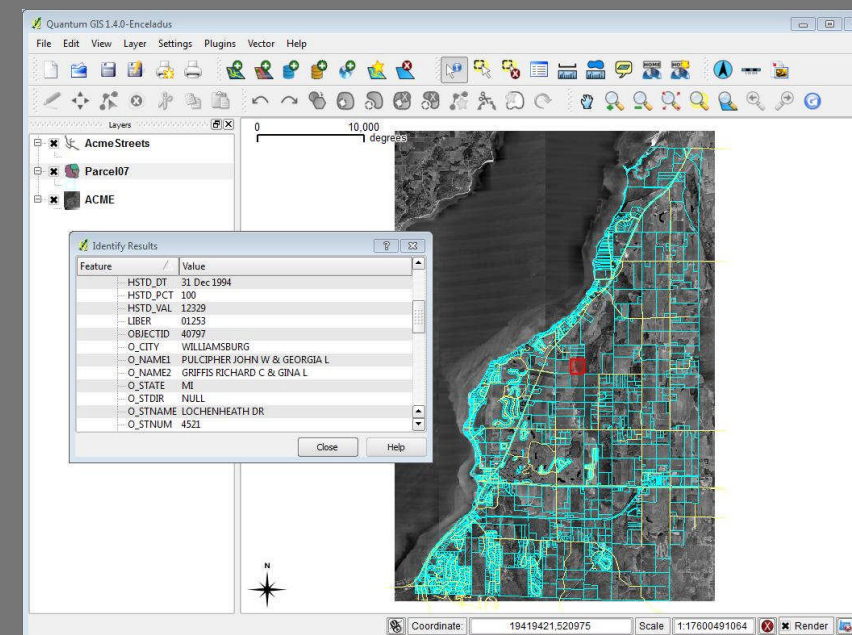 Quantum GIS 1.4.0-Enceladus
File Edit View Layer Settings Plugins Vector Help
Layers
AcmeStreets
Parcel07
ACME
0 10,000
degrees
Identify Results
Feature Value
HSTD_DT 31 Dec 1994
HSTD_PCT 100
HSTD_VAL 12329
LIBER 01253
OBJECTID 40797
O_CITY WILLIAMSBURG
O_NAME1 PULCIPHER JOHN W & GEORGIA L
O_NAME2 GRIFFIS RICHARD C & GINA L
O_STATE MI
O_STDIR NULL
O_STNAME LOCHENHEATH DR
O_STNUM 4521
Close Help
N
Coordinate: 19419421,520975 Scale 1:17600491064 Render